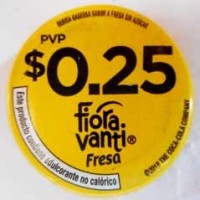 BEBIDA GASEOSA SABOR A FRESA SIN AZÚCAR
PVP
$0.25
fiora
vanti®
Fresa
Este producto contiene edulcorante no calórico
©2019 THE COCA-COLA COMPANY